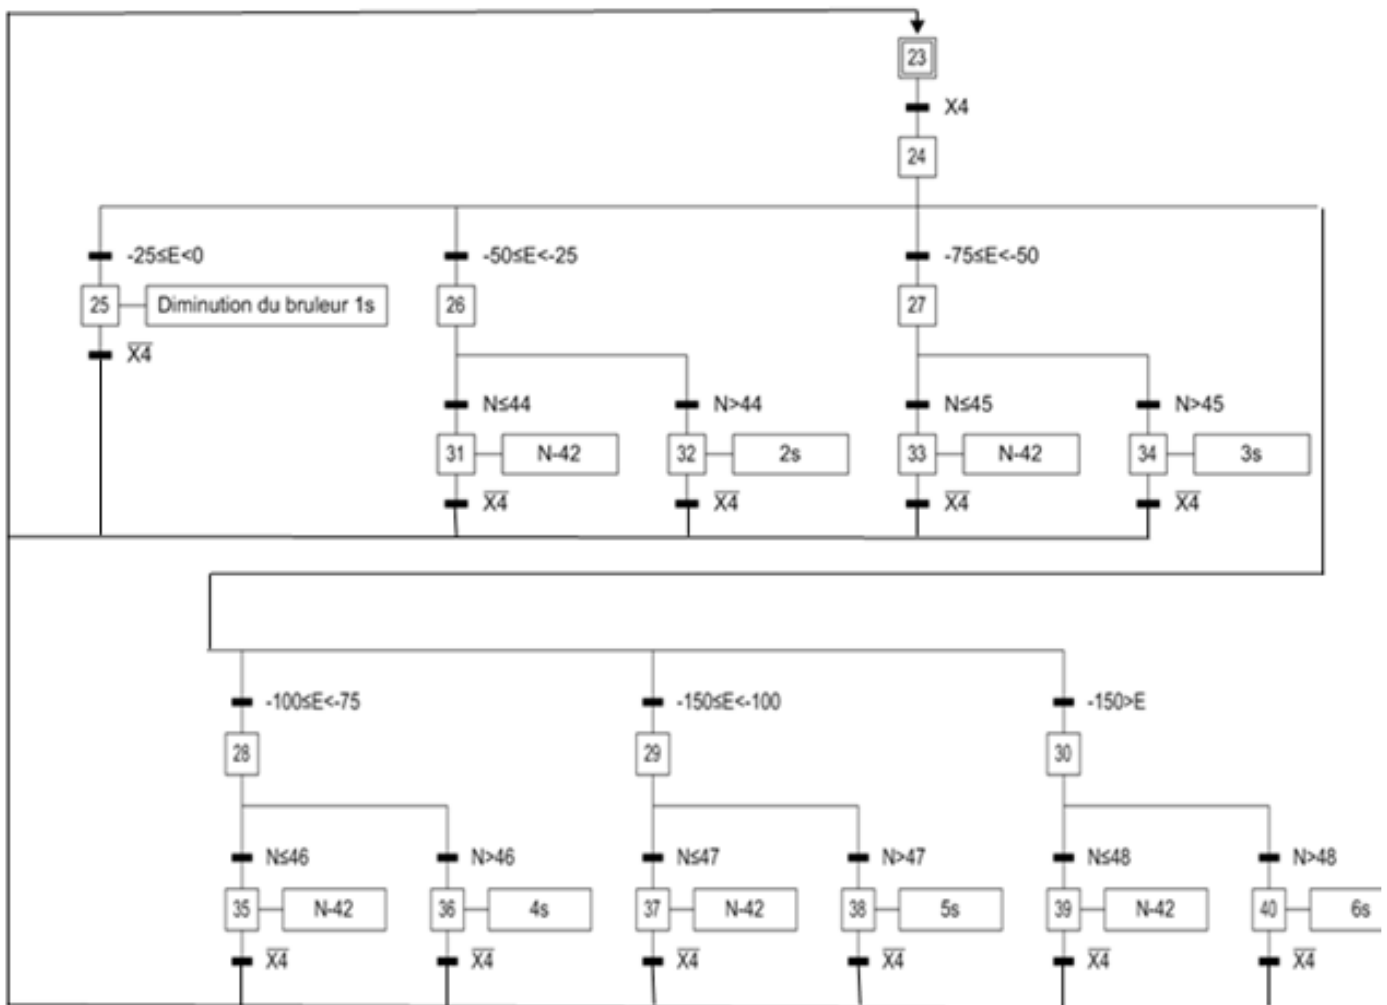 23
X4
24
-25≤E<0
-50≤E<-25
-75≤E<-50
25
Diminution du bruleur 1s
26
27
X4
N≤44
N>44
N≤45
N>45
31
N-42
32
2s
33
N-42
34
3s
X4
X4
X4
X4
-100≤E<-75
-150≤E<-100
-150>E
28
29
30
N≤46
N>46
N≤47
N>47
N≤48
N>48
35
N-42
36
4s
37
N-42
38
5s
39
N-42
40
6s
X4
X4
X4
X4
X4
X4